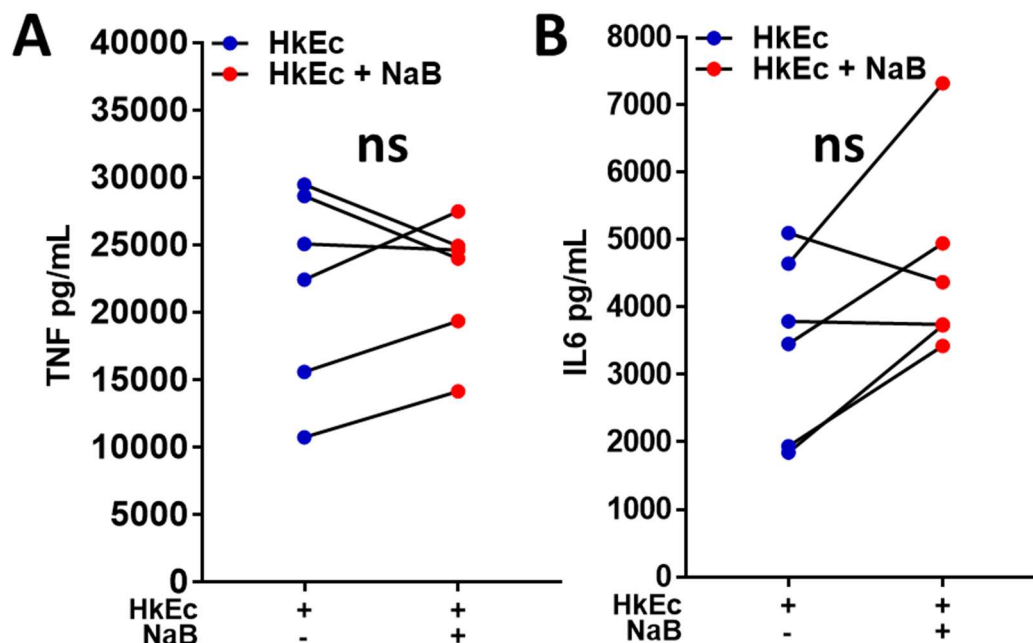 A
TNF pg/mL
40000
35000
30000
25000
20000
15000
10000
5000
0
HkEc
HkEc + NaB
ns
HkEc + +
NaB - +
B
IL6 pg/mL
8000
7000
6000
5000
4000
3000
2000
1000
0
HkEc
HkEc + NaB
ns
HkEc + +
NaB - +